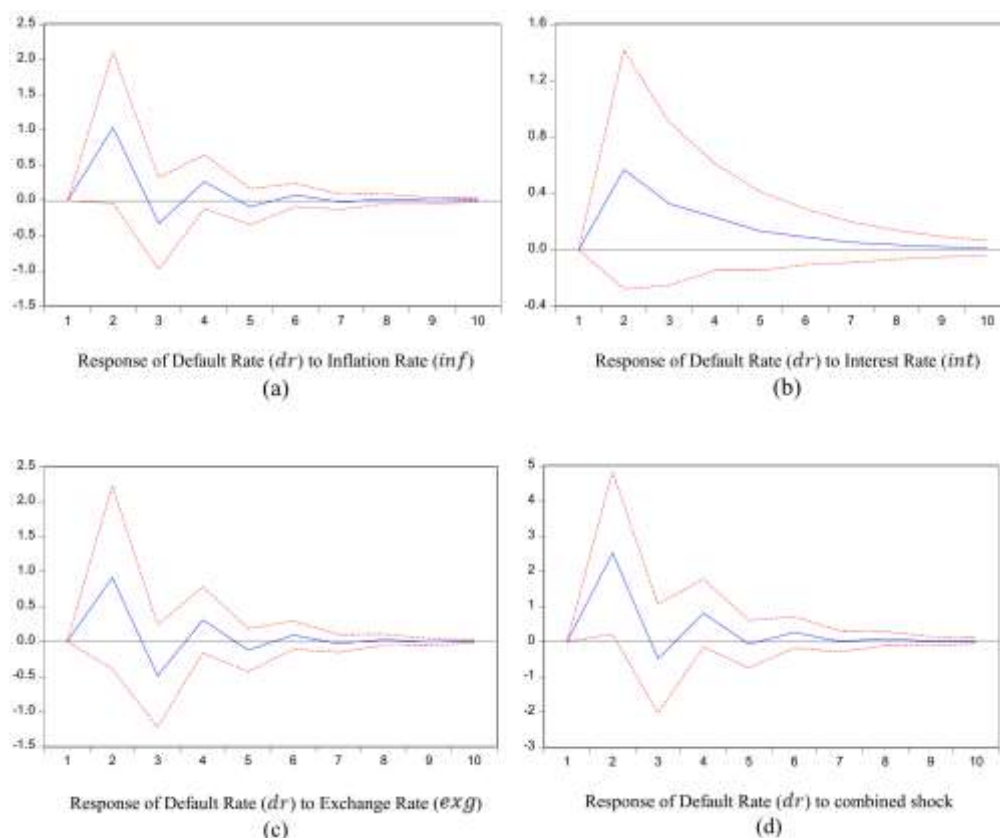 2.5
2.0
1.5
1.0
0.5
0.0
-0.5
-1.0
-1.5
1 2 3 4 5 6 7 8 9 10
Response of Default Rate (dr) to Inflation Rate (inf)
(a)
1.6
1.2
0.8
0.4
0.0
-0.4
1 2 3 4 5 6 7 8 9 10
Response of Default Rate (dr) to Interest Rate (int)
(b)
2.5
2.0
1.5
1.0
0.5
0.0
-0.5
-1.0
-1.5
1 2 3 4 5 6 7 8 9 10
Response of Default Rate (dr) to Exchange Rate (exg)
(c)
5
4
3
2
1
0
-1
-2
-3
1 2 3 4 5 6 7 8 9 10
Response of Default Rate (dr) to combined shock
(d)